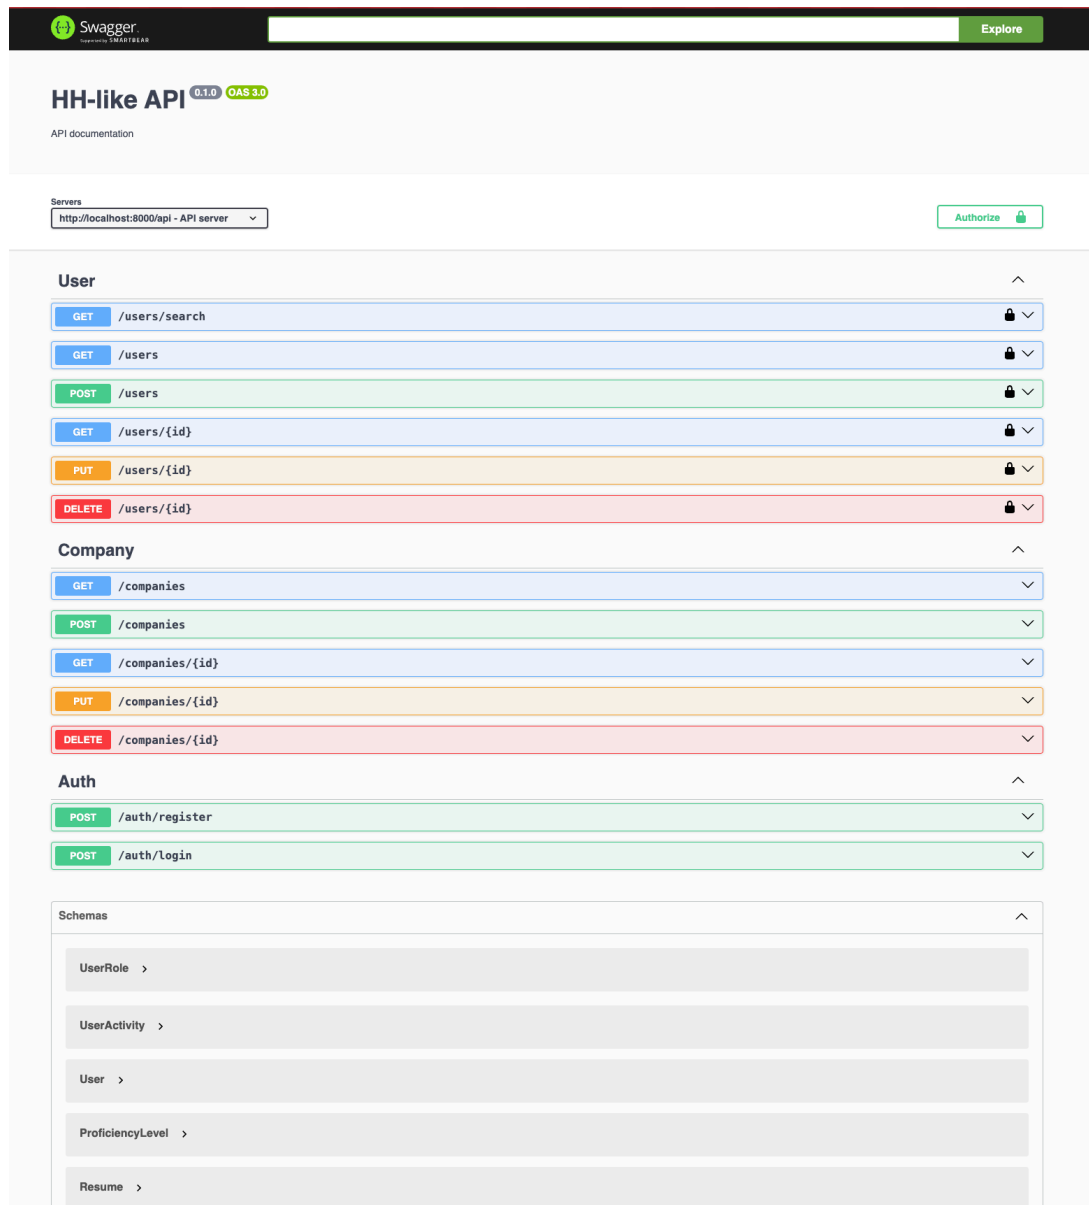 Swagger.
Supported by SMARTBEAR
Explore
HH-like API 0.1.0 OAS 3.0
API documentation
Servers
http://localhost:8000/api - API server
Authorize
User
GET /users/search
GET /users
POST /users
GET /users/{id}
PUT /users/{id}
DELETE /users/{id}
Company
GET /companies
POST /companies
GET /companies/{id}
PUT /companies/{id}
DELETE /companies/{id}
Auth
POST /auth/register
POST /auth/login
Schemas
UserRole
UserActivity
User
ProficiencyLevel
Resume